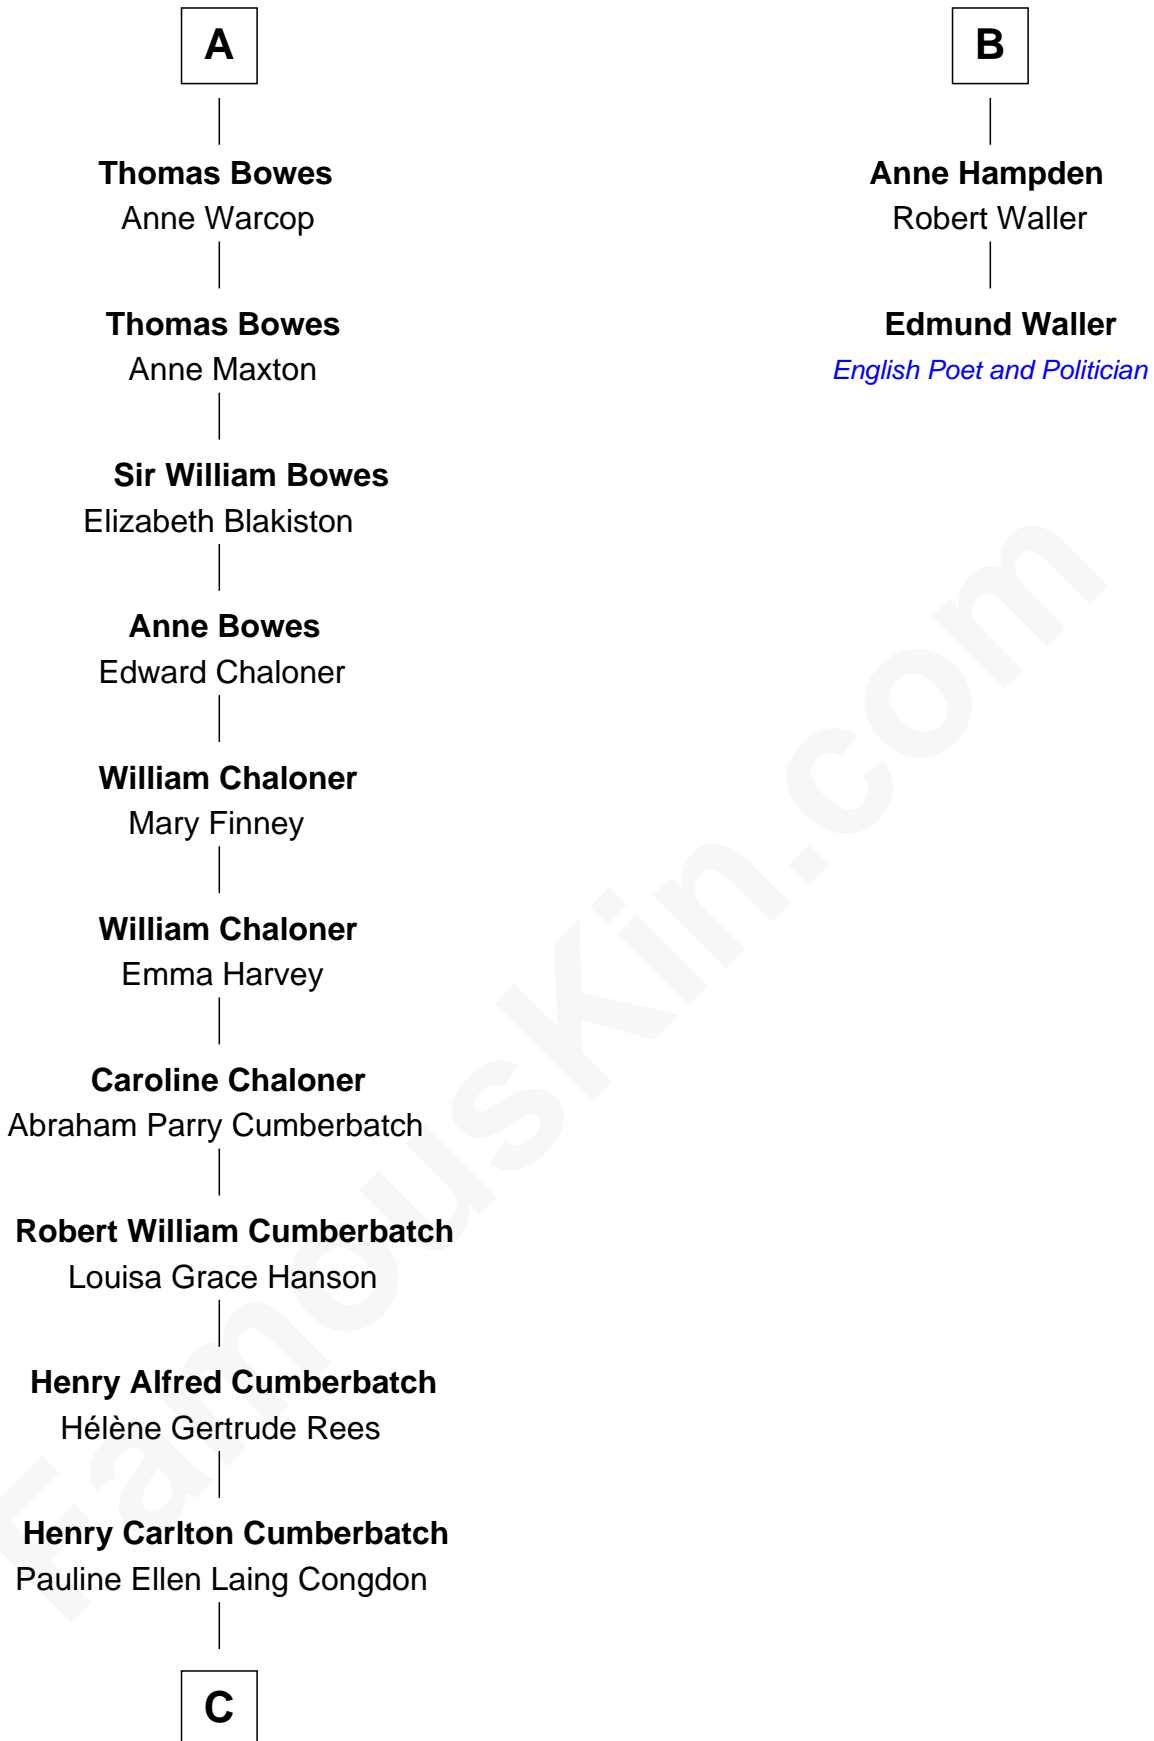 A
Thomas Bowes
Anne Warcop
Thomas Bowes
Anne Maxton
Sir William Bowes
Elizabeth Blakiston
Anne Bowes
Edward Chaloner
William Chaloner
Mary Finney
William Chaloner
Emma Harvey
Caroline Chaloner
Abraham Parry Cumberbatch
Robert William Cumberbatch
Louisa Grace Hanson
Henry Alfred Cumberbatch
Hélène Gertrude Rees
Henry Carlton Cumberbatch
Pauline Ellen Laing Congdon
C
B
Anne Hampden
Robert Waller
Edmund Waller
English Poet and Politician
FamousKin.com